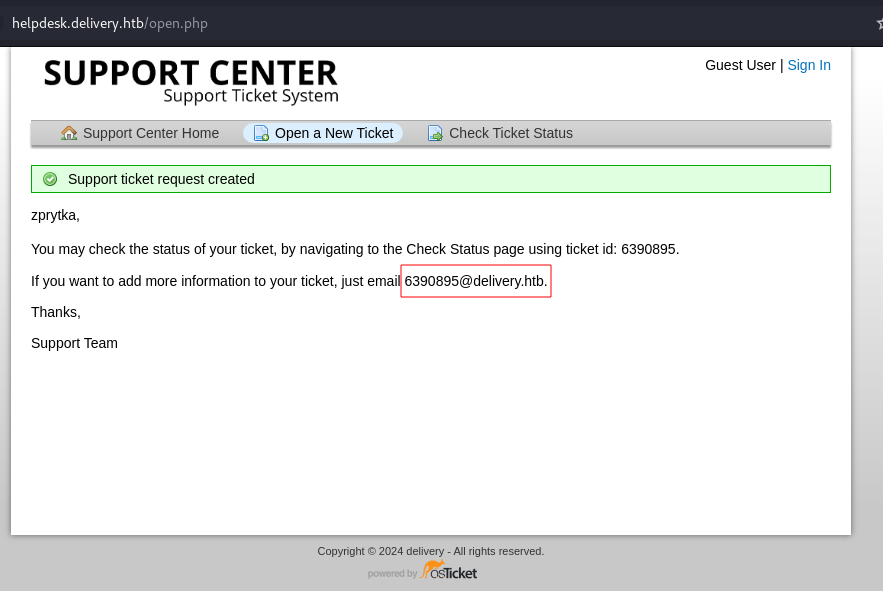 helpdesk.delivery.htb/open.php
SUPPORT CENTER
Support Ticket System
Guest User | Sign In
Support Center Home
Open a New Ticket
Check Ticket Status
Support ticket request created
zprytka,
You may check the status of your ticket, by navigating to the Check Status page using ticket id: 6390895.
If you want to add more information to your ticket, just email 6390895@delivery.htb.
Thanks,
Support Team
Copyright © 2024 delivery - All rights reserved.
powered by osTicket